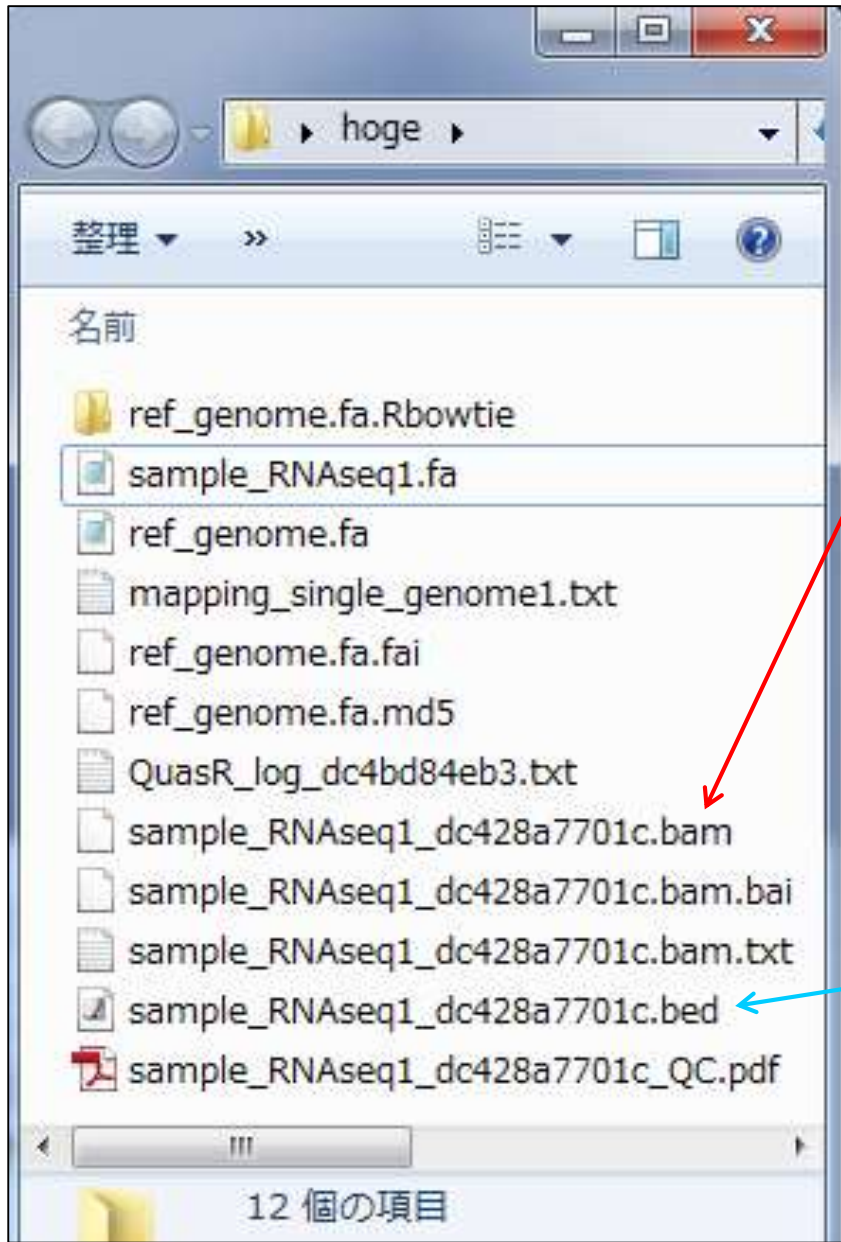 hoge
整理 »
名前
ref_genome.fa.Rbowtie
sample_RNAseq1.fa
ref_genome.fa
mapping_single_genome1.txt
ref_genome.fa.fai
ref_genome.fa.md5
QuasR_log_dc4bd84eb3.txt
sample_RNAseq1_dc428a7701c.bam
sample_RNAseq1_dc428a7701c.bam.bai
sample_RNAseq1_dc428a7701c.bam.txt
sample_RNAseq1_dc428a7701c.bed
sample_RNAseq1_dc428a7701c_QC.pdf
12 個の項目